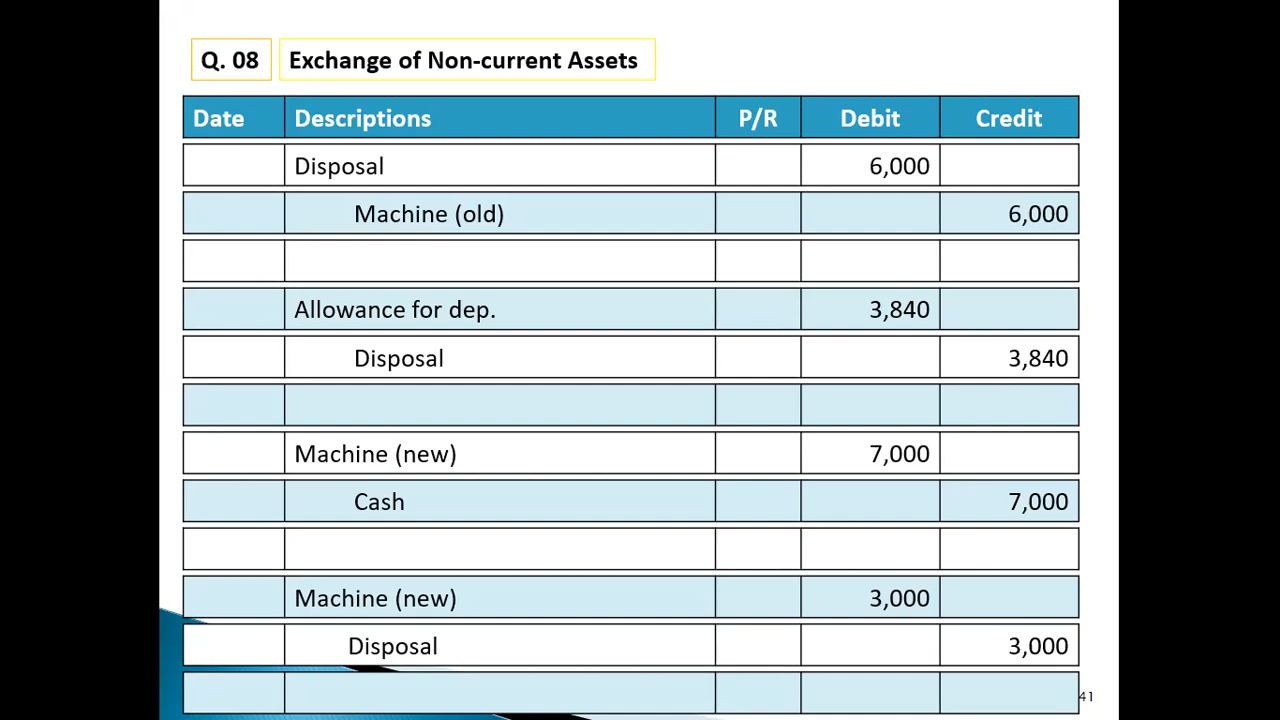 Q. 08 Exchange of Non-current Assets
Date Descriptions P/R Debit Credit
Disposal 6,000
Machine (old) 6,000
Allowance for dep. 3,840
Disposal 3,840
Machine (new) 7,000
Cash 7,000
Machine (new) 3,000
Disposal 3,000
41